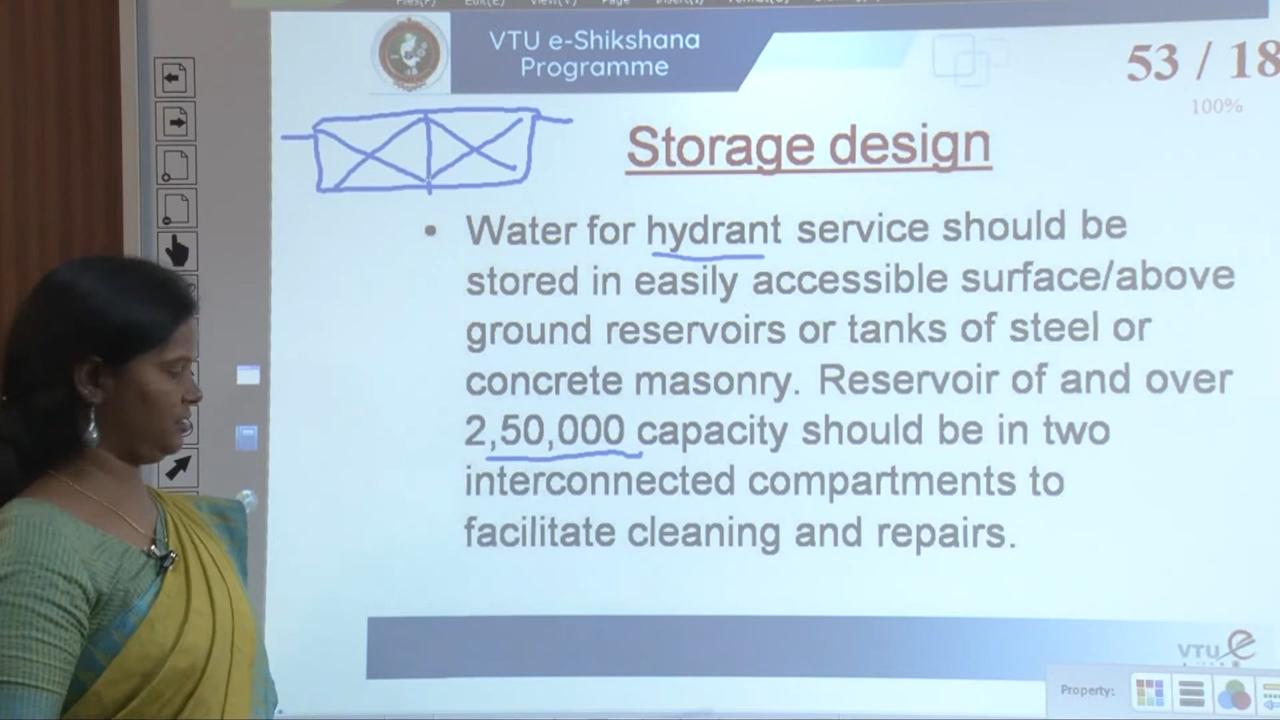 VTU e-Shikshana
Programme
53 / 18
100%
Storage design
• Water for hydrant service should be
stored in easily accessible surface/above
ground reservoirs or tanks of steel or
concrete masonry. Reservoir of and over
2,50,000 capacity should be in two
interconnected compartments to
facilitate cleaning and repairs.
VTU e
Property: